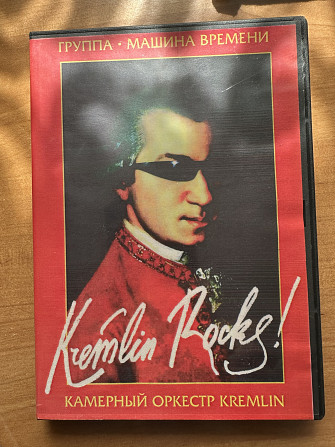 ГРУППА · МАШИНА ВРЕМЕНИ
Kremlin Rocks!
КАМЕРНЫЙ ОРКЕСТР KREMLIN